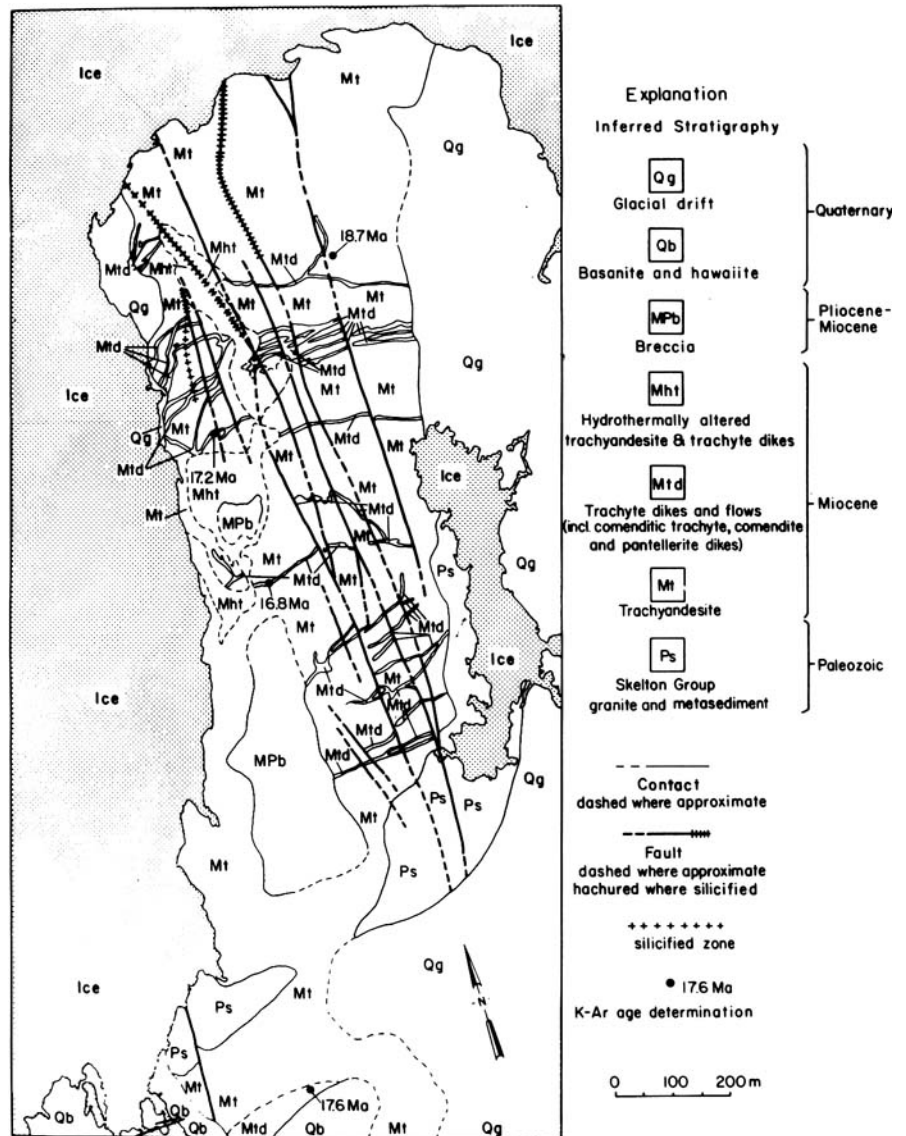 Ice
Ice
Ice
Mt
Qg
Mt
Mt
Mt
Mt
18.7 Ma
Mht
Mtd
Mtd
Mht
Mt
Qg
Mt
Mt
Mt
Mtd
Mtd
Mtd
Ice
Mt
Mt
Qg
Mt
Qg
Mtd
Mt
Ice
Mtd
Mt
17.2 Ma
Mht
Mt
Mt
Mtd
MPb
Mt
Mt
Qg
Ps
Mtd
Mt
Mht
16.8 Ma
Mt
Mtd
Ice
Mt
Mtd
Mtd
Ice
Mtd
Mtd
MPb
Qg
Mt
Ps
Ps
Mt
Ps
Qg
Ice
Ps
Mt
N
Ps
Mt
Mt
17.6 Ma
Qb
Qb
Qb
Mtd
Qb
Mt
Qg
Explanation
Inferred Stratigraphy
Qg
Glacial drift
Quaternary
Qb
Basanite and hawaiite
MPb
Breccia
Pliocene-
Miocene
Mht
Hydrothermally altered
trachyandesite & trachyte dikes
Mtd
Trachyte dikes and flows
(incl comenditic trachyte, comendite
and pantellerite dikes)
Miocene
Mt
Trachyandesite
Ps
Skelton Group
granite and metasediment
Paleozoic
Contact
dashed where approximate
Fault
dashed where approximate
hachured where silicified
silicified zone
17.6 Ma
K-Ar age determination
0 100 200 m